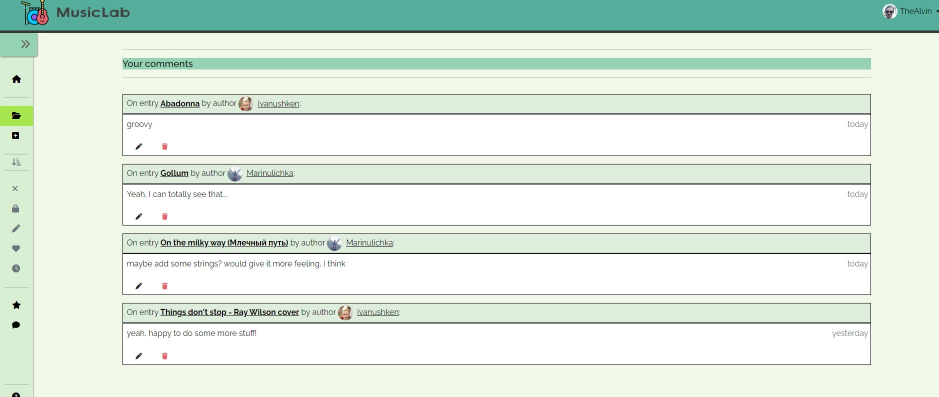 MusicLab
TheAlvin
Your comments
On entry Abadonna by author Ivanushken:
groovy
today
On entry Gollum by author Marinulichka:
Yeah, I can totally see that...
today
On entry On the milky way (Млечный путь) by author Marinulichka:
maybe add some strings? would give it more feeling, I think
today
On entry Things don't stop - Ray Wilson cover by author Ivanushken:
yeah, happy to do some more stuff!
yesterday